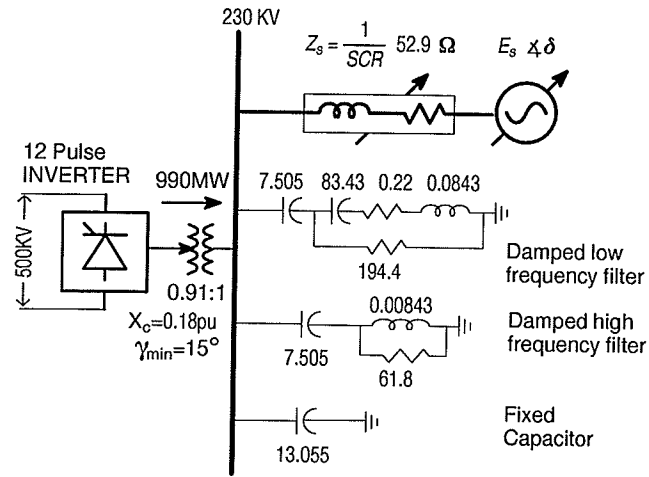 230 KV
Z_s = 1/SCR 52.9 Ω
E_s ∡δ
12 Pulse
INVERTER
990MW
500KV
0.91:1
X_c=0.18pu
γ_min=15°
7.505 83.43 0.22 0.0843
194.4
Damped low
frequency filter
0.00843
7.505
61.8
Damped high
frequency filter
13.055
Fixed
Capacitor